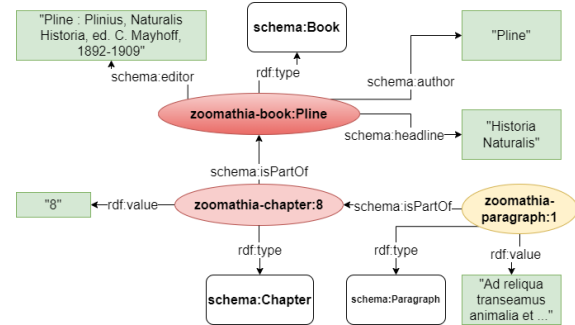 "Pline : Plinius, Naturalis
Historia, ed. C. Mayhoff,
1892-1909"
schema:Book
"Pline"
schema:editor
rdf:type
schema:author
zoomathia-book:Pline
schema:headline
"Historia
Naturalis"
schema:isPartOf
"8"
rdf:value
zoomathia-chapter:8
schema:isPartOf
zoomathia-
paragraph:1
rdf:type
rdf:type
rdf:value
schema:Chapter
schema:Paragraph
"Ad reliqua
transeamus
animalia et ..."